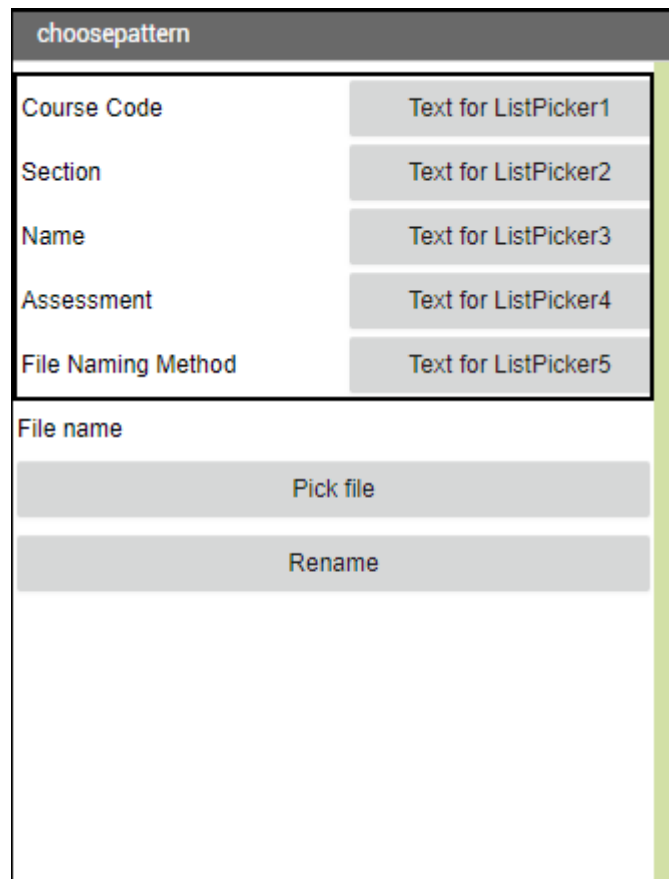 choosepattern
Course Code Text for ListPicker1
Section Text for ListPicker2
Name Text for ListPicker3
Assessment Text for ListPicker4
File Naming Method Text for ListPicker5
File name
Pick file
Rename